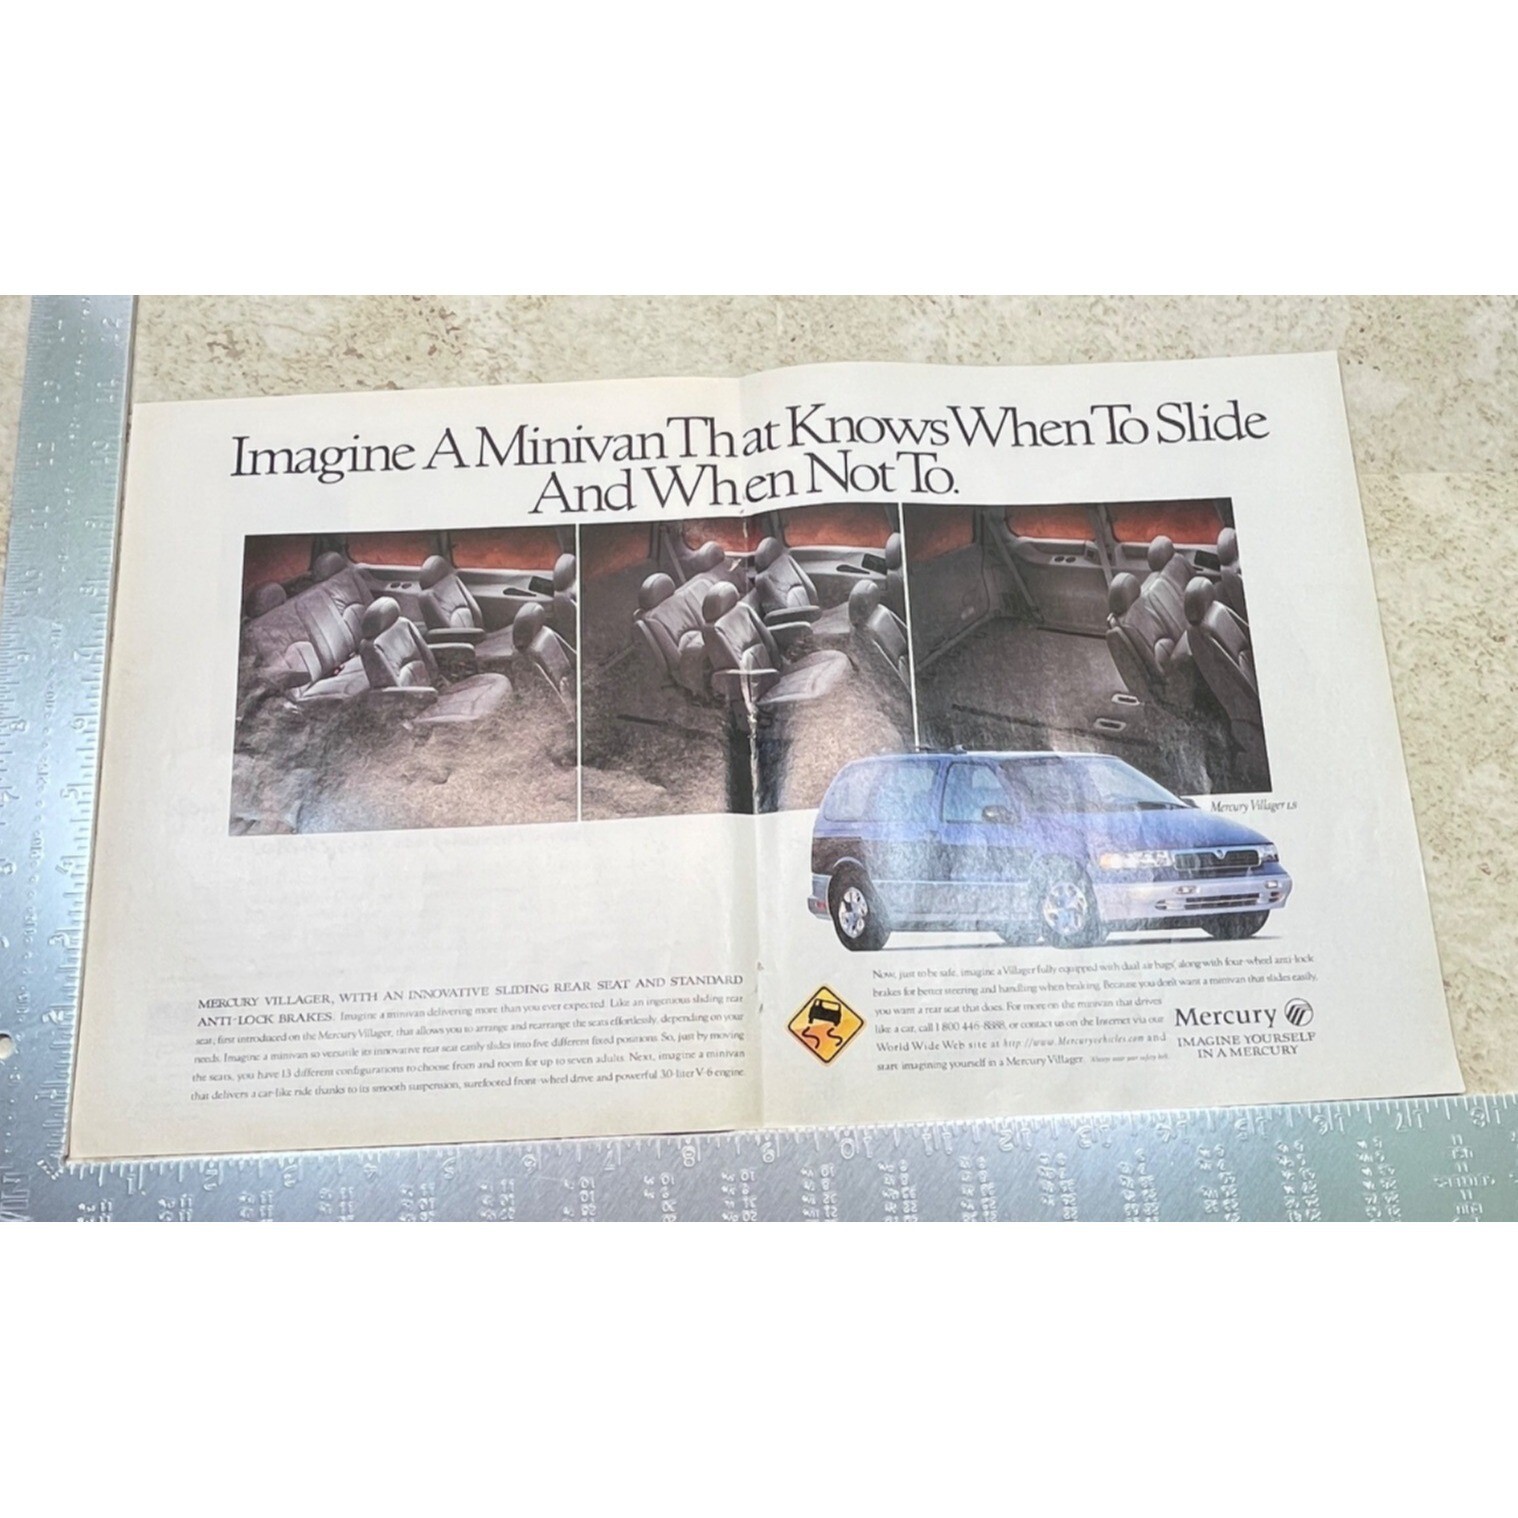 Imagine A Minivan That Knows When To Slide
And When Not To.
Mercury Villager LS
MERCURY VILLAGER, WITH AN INNOVATIVE SLIDING REAR SEAT AND STANDARD
ANTI-LOCK BRAKES. Imagine a minivan delivering more than you ever expected. Like an ingenious sliding rear
seat, first introduced on the Mercury Villager, that allows you to arrange and rearrange the seats effortlessly, depending on your
needs. Imagine a minivan so versatile its innovative rear seat easily slides into five different fixed positions. So, just by moving
the seats, you have 13 different configurations to choose from and room for up to seven adults. Next, imagine a minivan
that delivers a car-like ride thanks to its smooth suspension, surefooted front-wheel drive and powerful 3.0-liter V-6 engine.
Now, just to be safe, imagine a Villager fully equipped with dual air bags, along with four-wheel anti-lock
brakes for better steering and handling when braking. Because you don't want a minivan that slides easily,
you want a rear seat that does. For more on the minivan that drives
like a car, call 1 800 446-8888, or contact us on the Internet via our
World Wide Web site at http://www.Mercuryvehicles.com and
start imagining yourself in a Mercury Villager. Always wear your safety belt.
Mercury
IMAGINE YOURSELF
IN A MERCURY